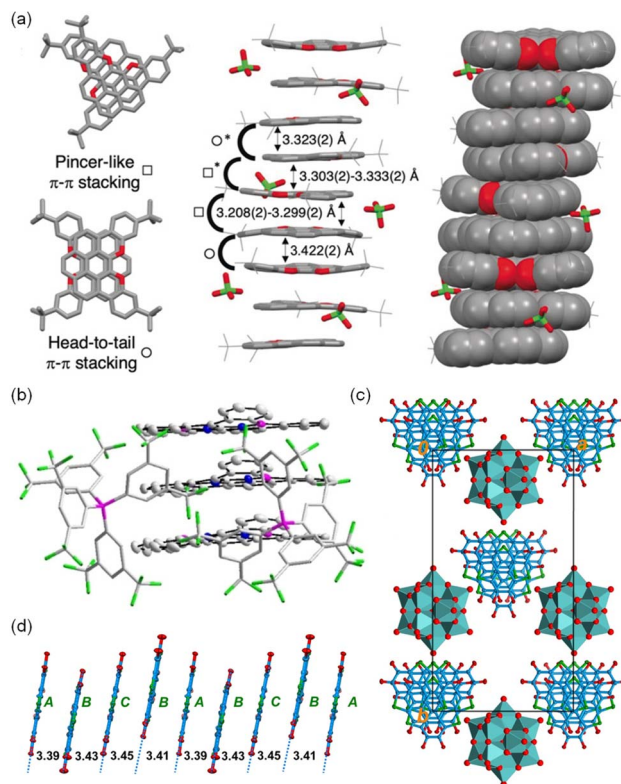 (a)
Pincer-like □
π-π stacking
Head-to-tail
π-π stacking ○
○*
3.323(2) Å
□*
3.303(2)-3.333(2) Å
□
3.208(2)-3.299(2) Å
○
3.422(2) Å
(b)
(c)
0
a
b
(d)
A B C B A B C B A
3.39 3.43 3.45 3.41 3.39 3.43 3.45 3.41